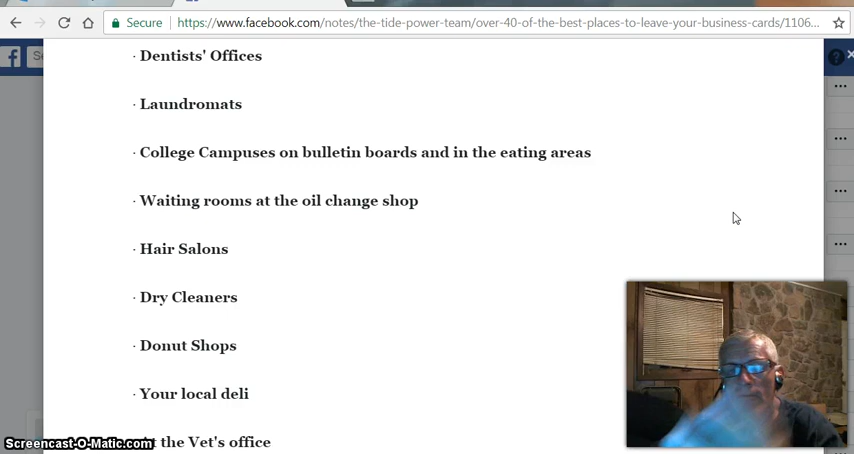 Secure
https://www.facebook.com/notes/the-tide-power-team/over-40-of-the-best-places-to-leave-your-business-cards/1106...
· Dentists' Offices
· Laundromats
· College Campuses on bulletin boards and in the eating areas
· Waiting rooms at the oil change shop
· Hair Salons
· Dry Cleaners
· Donut Shops
· Your local deli
t the Vet's office
Screencast-O-Matic.com